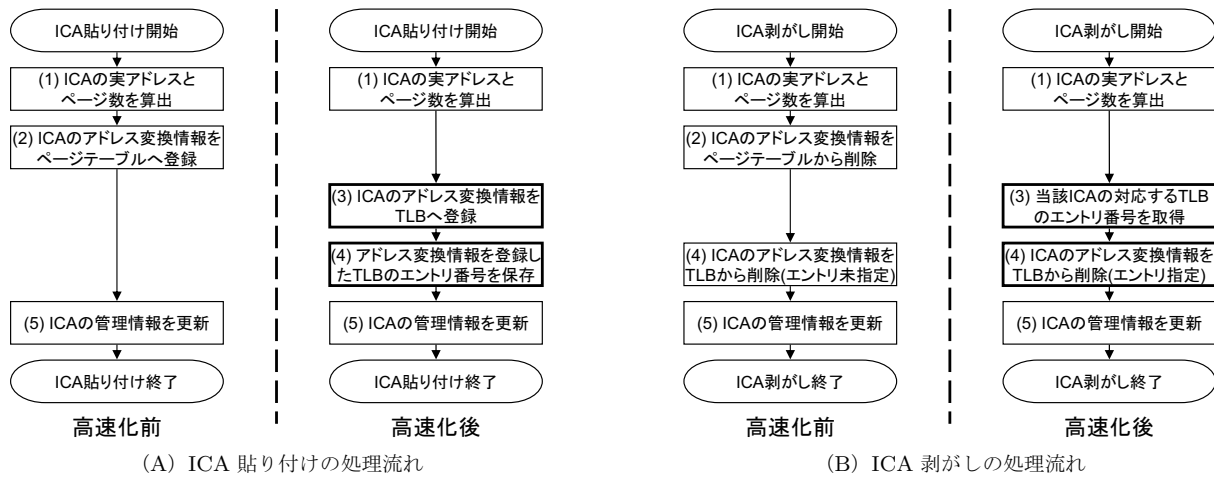 ICA貼り付け開始
(1) ICAの実アドレスと
ページ数を算出
(2) ICAのアドレス変換情報を
ページテーブルへ登録
(5) ICAの管理情報を更新
ICA貼り付け終了
高速化前
ICA貼り付け開始
(1) ICAの実アドレスと
ページ数を算出
(3) ICAのアドレス変換情報を
TLBへ登録
(4) アドレス変換情報を登録し
たTLBのエントリ番号を保存
(5) ICAの管理情報を更新
ICA貼り付け終了
高速化後
(A) ICA 貼り付けの処理流れ
ICA剥がし開始
(1) ICAの実アドレスと
ページ数を算出
(2) ICAのアドレス変換情報を
ページテーブルから削除
(4) ICAのアドレス変換情報を
TLBから削除(エントリ未指定)
(5) ICAの管理情報を更新
ICA剥がし終了
高速化前
ICA剥がし開始
(1) ICAの実アドレスと
ページ数を算出
(3) 当該ICAの対応するTLB
のエントリ番号を取得
(4) ICAのアドレス変換情報を
TLBから削除(エントリ指定)
(5) ICAの管理情報を更新
ICA剥がし終了
高速化後
(B) ICA 剥がしの処理流れ